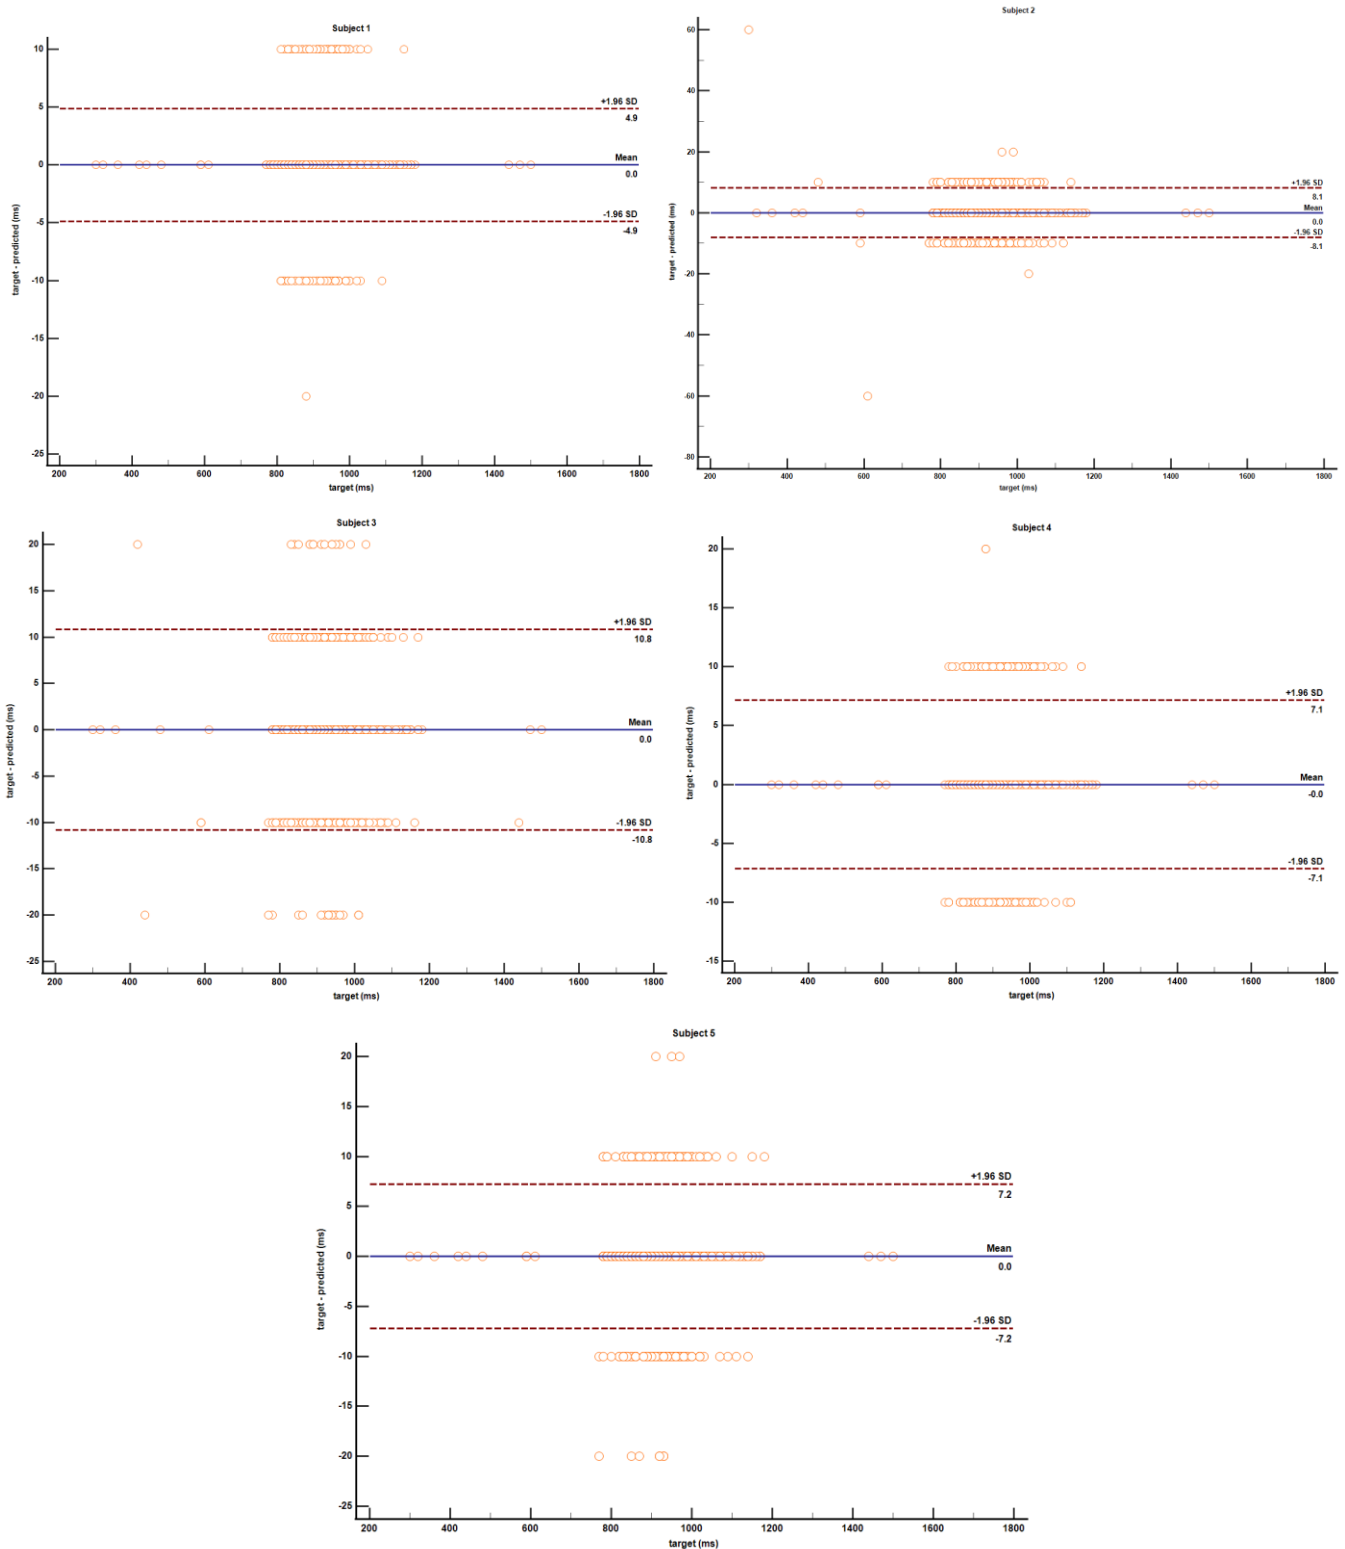 Subject 1
target - predicted (ms)
10
5
0
-5
-10
-15
-20
-25
+1.96 SD
4.9
Mean
0.0
-1.96 SD
-4.9
200 400 600 800 1000 1200 1400 1600 1800
target (ms)
Subject 2
target - predicted (ms)
60
40
20
0
-20
-40
-60
-80
+1.96 SD
8.1
Mean
0.0
-1.96 SD
-8.1
200 400 600 800 1000 1200 1400 1600 1800
target (ms)
Subject 3
target - predicted (ms)
20
15
10
5
0
-5
-10
-15
-20
-25
+1.96 SD
10.8
Mean
0.0
-1.96 SD
-10.8
200 400 600 800 1000 1200 1400 1600 1800
target (ms)
Subject 4
target - predicted (ms)
20
15
10
5
0
-5
-10
-15
+1.96 SD
7.1
Mean
-0.0
-1.96 SD
-7.1
200 400 600 800 1000 1200 1400 1600 1800
target (ms)
Subject 5
target - predicted (ms)
20
15
10
5
0
-5
-10
-15
-20
-25
+1.96 SD
7.2
Mean
0.0
-1.96 SD
-7.2
200 400 600 800 1000 1200 1400 1600 1800
target (ms)